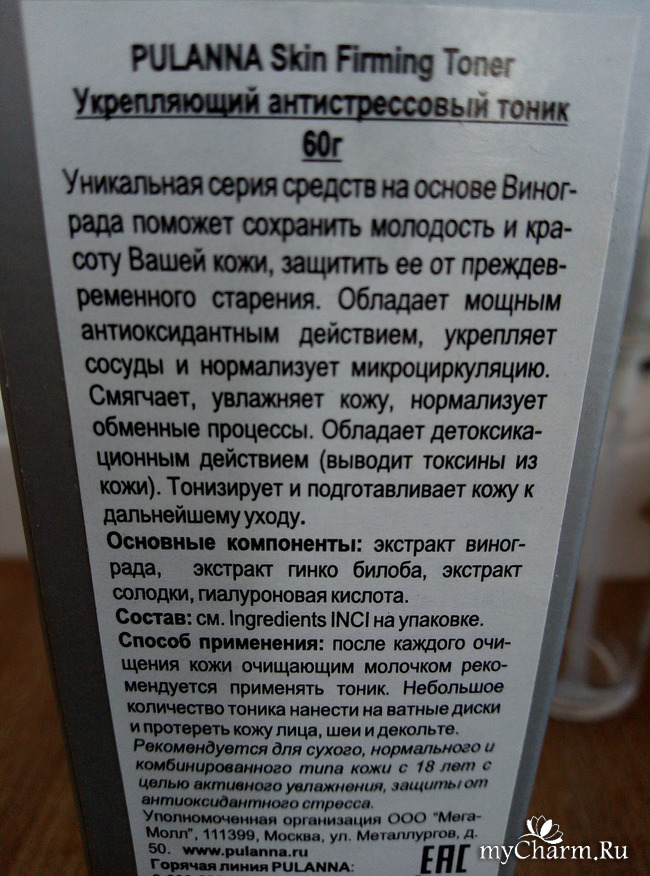 PULANNA Skin Firming Toner
Укрепляющий антистрессовый тоник
60г
Уникальная серия средств на основе Виног-
рада поможет сохранить молодость и кра-
соту Вашей кожи, защитить ее от преждев-
ременного старения. Обладает мощным
антиоксидантным действием, укрепляет
сосуды и нормализует микроциркуляцию.
Смягчает, увлажняет кожу, нормализует
обменные процессы. Обладает детоксика-
ционным действием (выводит токсины из
кожи). Тонизирует и подготавливает кожу к
дальнейшему уходу.
Основные компоненты: экстракт виног-
рада, экстракт гинко билоба, экстракт
солодки, гиалуроновая кислота.
Состав: см. Ingredients INCI на упаковке.
Способ применения: после каждого очи-
щения кожи очищающим молочком реко-
мендуется применять тоник. Небольшое
количество тоника нанести на ватные диски
и протереть кожу лица, шеи и декольте.
Рекомендуется для сухого, нормального и
комбинированного типа кожи с 18 лет с
целью активного увлажнения, защиты от
антиоксидантного стресса.
Уполномоченная организация ООО "Мега-
Молл", 111399, Москва, ул. Металлургов, д.
50. www.pulanna.ru
Горячая линия PULANNA:
EAC
myCharm.Ru